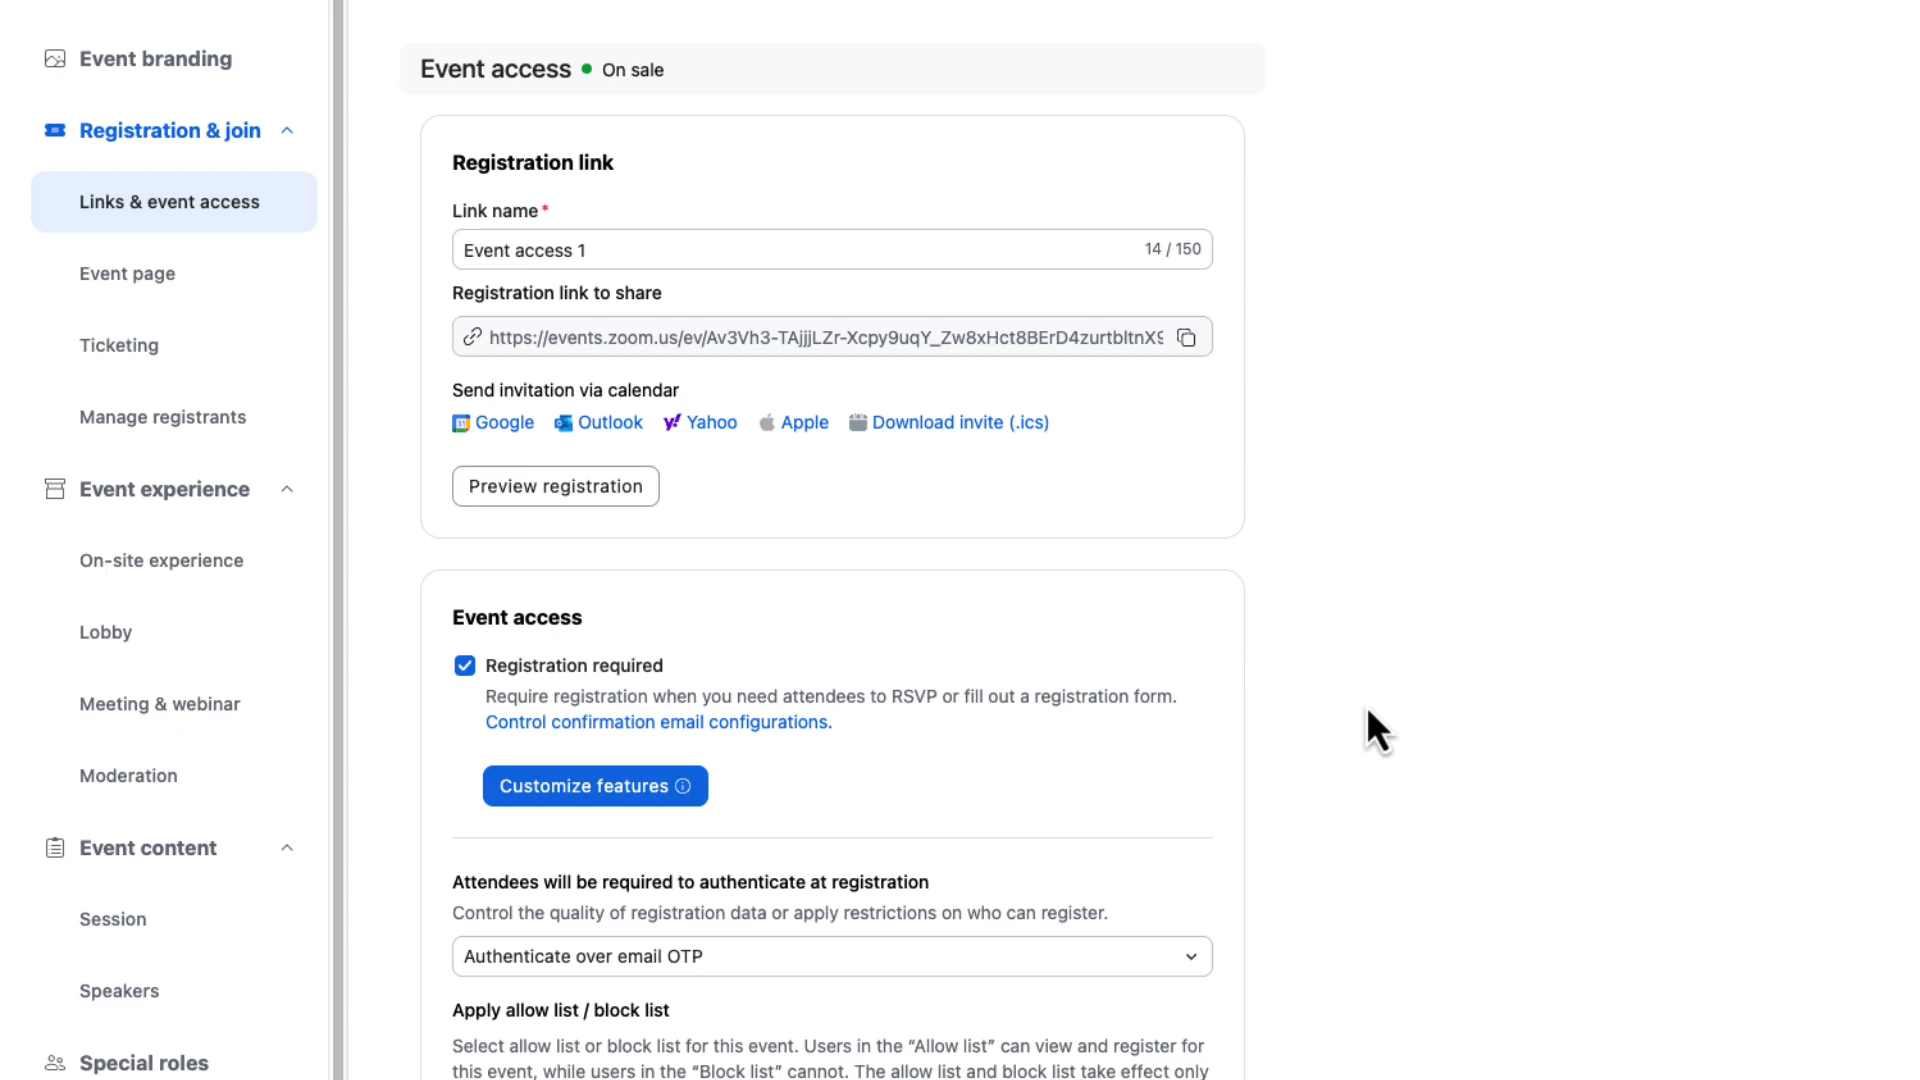 Event branding
Registration & join
Links & event access
Event page
Ticketing
Manage registrants
Event experience
On-site experience
Lobby
Meeting & webinar
Moderation
Event content
Session
Speakers
Special roles
Event access
On sale
Registration link
Link name*
Event access 1
14 / 150
Registration link to share
https://events.zoom.us/ev/Av3Vh3-TAjjjLZr-Xcpy9uqY_Zw8xHct8BErD4zurtbltnX9
Send invitation via calendar
Google Outlook Yahoo Apple Download invite (.ics)
Preview registration
Event access
Registration required
Require registration when you need attendees to RSVP or fill out a registration form.
Control confirmation email configurations.
Customize features
Attendees will be required to authenticate at registration
Control the quality of registration data or apply restrictions on who can register.
Authenticate over email OTP
Apply allow list / block list
Select allow list or block list for this event. Users in the “Allow list” can view and register for
this event, while users in the “Block list” cannot. The allow list and block list take effect only